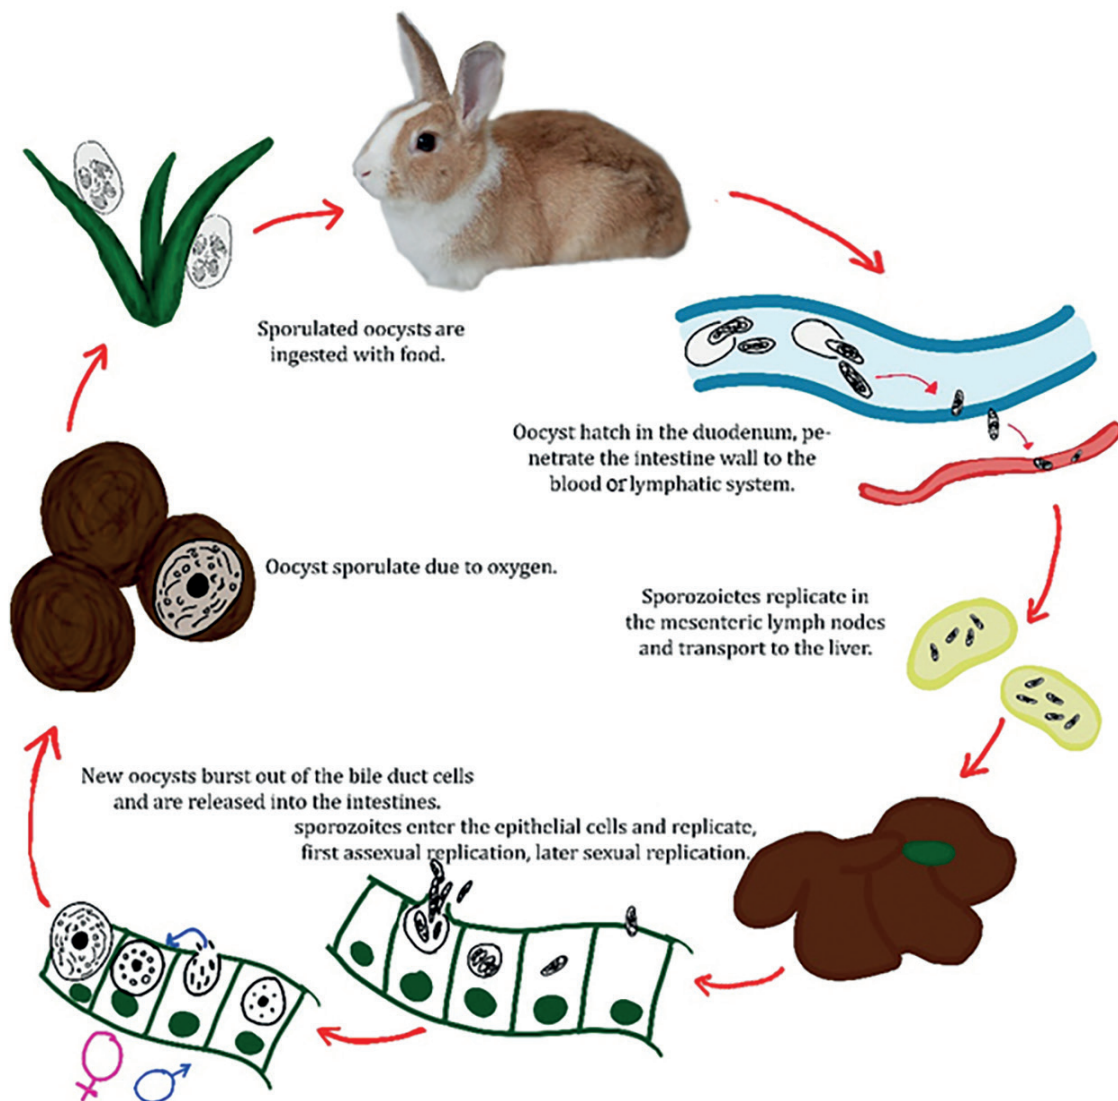 Sporulated oocysts are
ingested with food.
Oocyst hatch in the duodenum, pe-
netrate the intestine wall to the
blood or lymphatic system.
Oocyst sporulate due to oxygen.
Sporozoietes replicate in
the mesenteric lymph nodes
and transport to the liver.
New oocysts burst out of the bile duct cells
and are released into the intestines.
sporozoites enter the epithelial cells and replicate,
first assexual replication, later sexual replication.